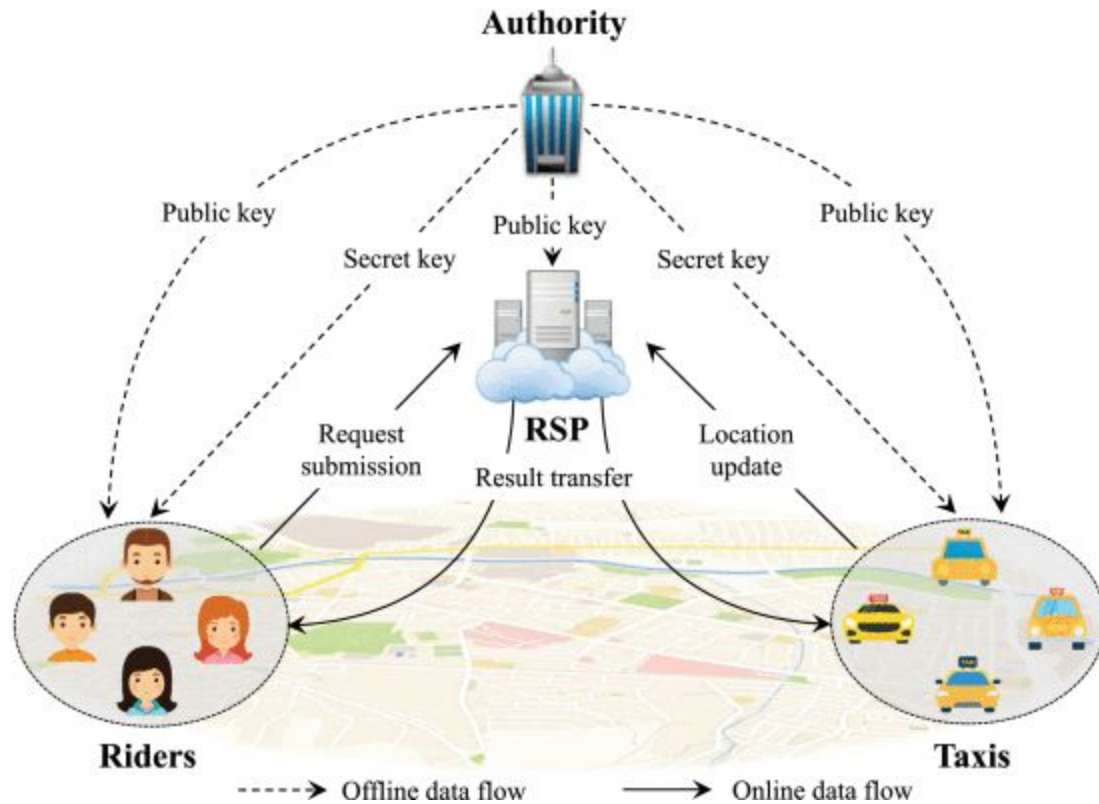 Authority
Public key
Public key
Public key
Secret key
Secret key
RSP
Request
submission
Location
update
Result transfer
TAXI
Riders
Taxis
Offline data flow
Online data flow